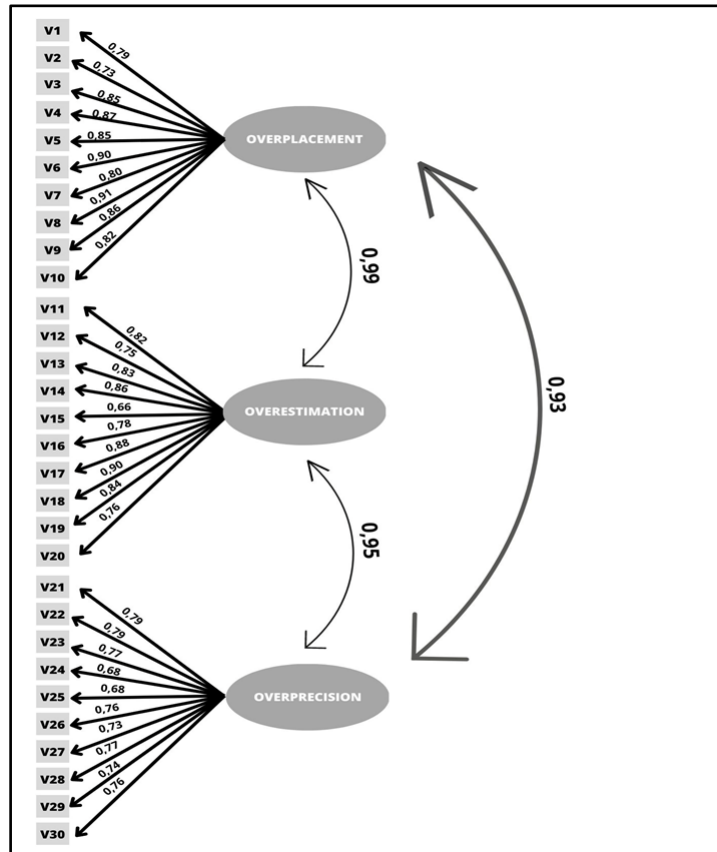 V1
0,79
V2
0,73
V3
0,85
V4
0,87
V5
0,85
OVERPLACEMENT
V6
0,90
V7
0,80
V8
0,91
V9
0,86
V10
0,82
0,99
V11
0,82
V12
0,75
V13
0,83
V14
0,86
V15
0,66
OVERESTIMATION
V16
0,78
V17
0,88
V18
0,90
V19
0,84
V20
0,76
0,93
0,95
V21
0,79
V22
0,79
V23
0,77
V24
0,68
V25
0,68
OVERPRECISION
V26
0,76
V27
0,73
V28
0,77
V29
0,74
V30
0,76